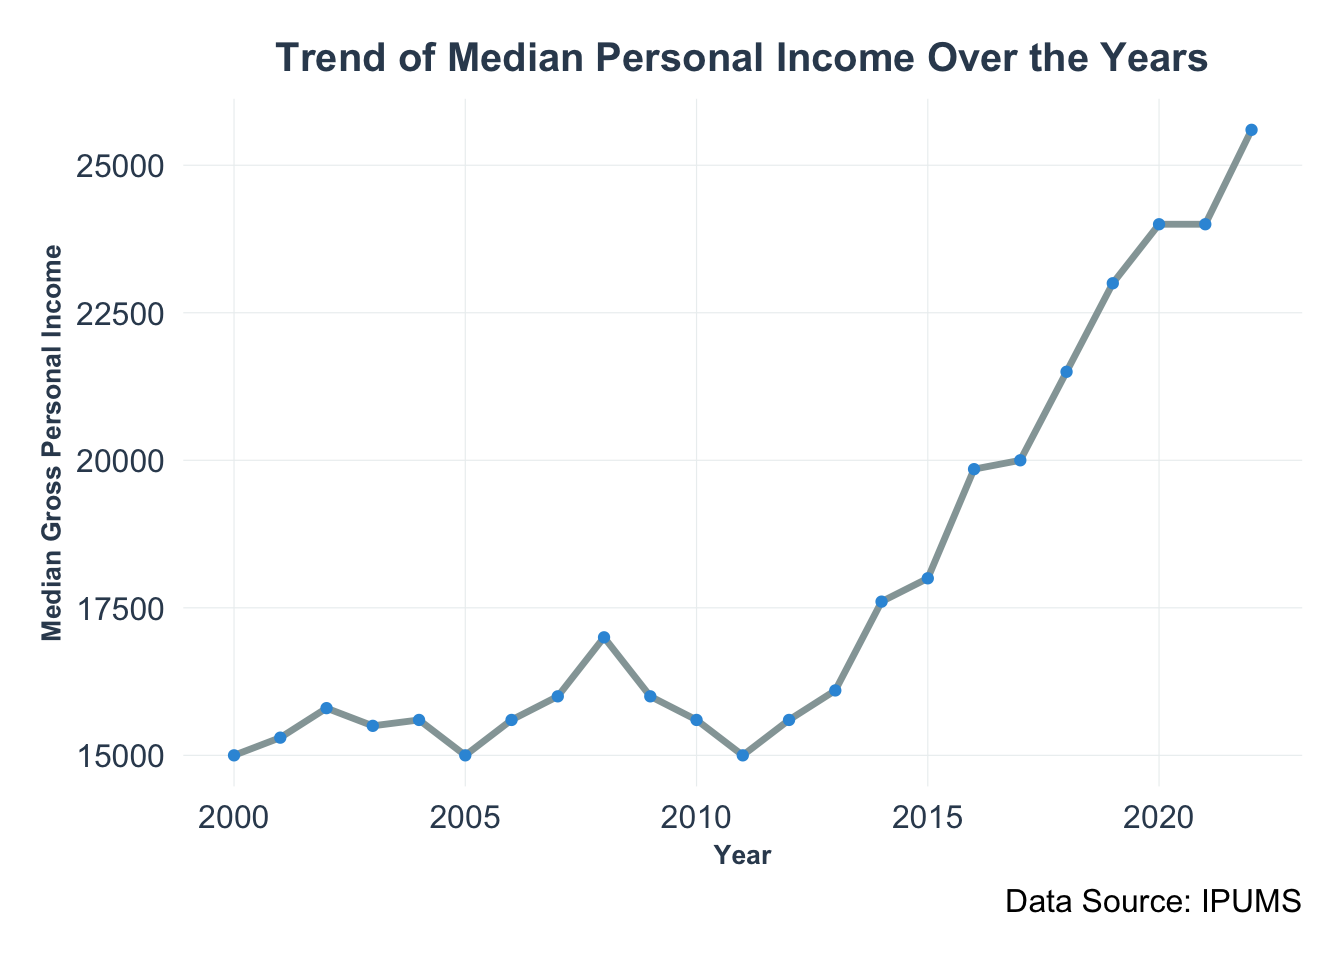 Trend of Median Personal Income Over the Years
Median Gross Personal Income
25000
22500
20000
17500
15000
2000 2005 2010 2015 2020
Year
Data Source: IPUMS